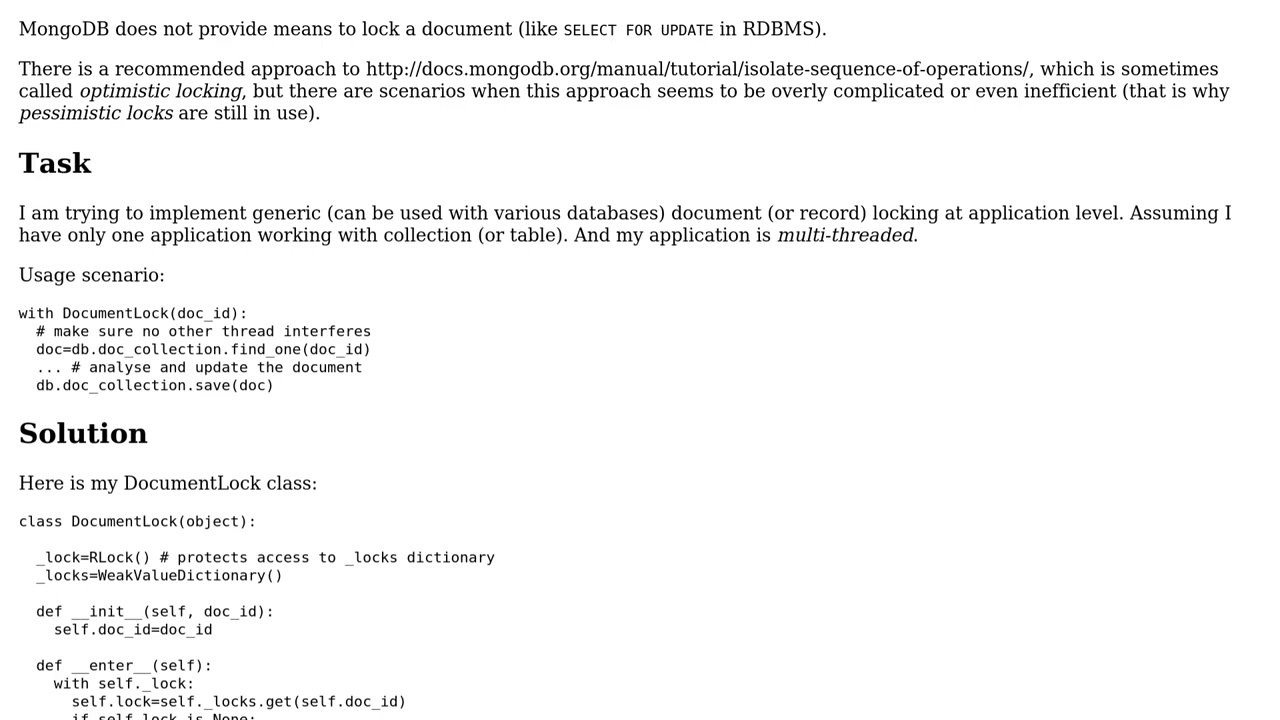 MongoDB does not provide means to lock a document (like SELECT FOR UPDATE in RDBMS).
There is a recommended approach to http://docs.mongodb.org/manual/tutorial/isolate-sequence-of-operations/, which is sometimes
called optimistic locking, but there are scenarios when this approach seems to be overly complicated or even inefficient (that is why
pessimistic locks are still in use).
Task
I am trying to implement generic (can be used with various databases) document (or record) locking at application level. Assuming I
have only one application working with collection (or table). And my application is multi-threaded.
Usage scenario:
with DocumentLock(doc_id):
  # make sure no other thread interferes
  doc=db.doc_collection.find_one(doc_id)
  ... # analyse and update the document
  db.doc_collection.save(doc)
Solution
Here is my DocumentLock class:
class DocumentLock(object):
  _lock=RLock() # protects access to _locks dictionary
  _locks=WeakValueDictionary()
  def __init__(self, doc_id):
    self.doc_id=doc_id
  def __enter__(self):
    with self._lock:
      self.lock=self._locks.get(self.doc_id)
      if self.lock is None: